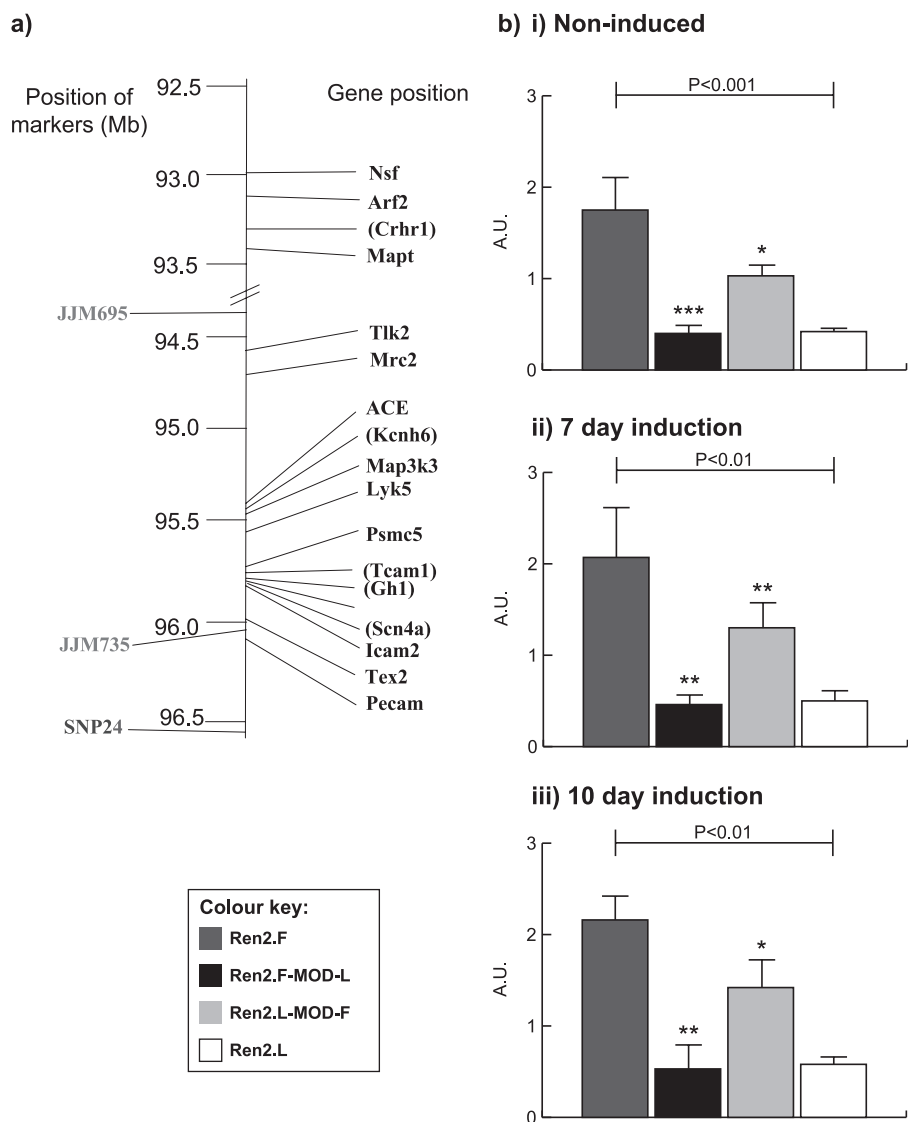 a)
Position of
markers (Mb)
Gene position
92.5
93.0
93.5
JJM695
94.5
95.0
95.5
96.0
JJM735
96.5
SNP24
Nsf
Arf2
(Crhr1)
Mapt
Tlk2
Mrc2
ACE
(Kcnh6)
Map3k3
Lyk5
Psmc5
(Tcam1)
(Gh1)
(Scn4a)
Icam2
Tex2
Pecam
Colour key:
Ren2.F
Ren2.F-MOD-L
Ren2.L-MOD-F
Ren2.L
b) i) Non-induced
P<0.001
3
2
1
0
A.U.
***
*
ii) 7 day induction
P<0.01
3
2
1
0
A.U.
**
**
iii) 10 day induction
P<0.01
3
2
1
0
A.U.
**
*